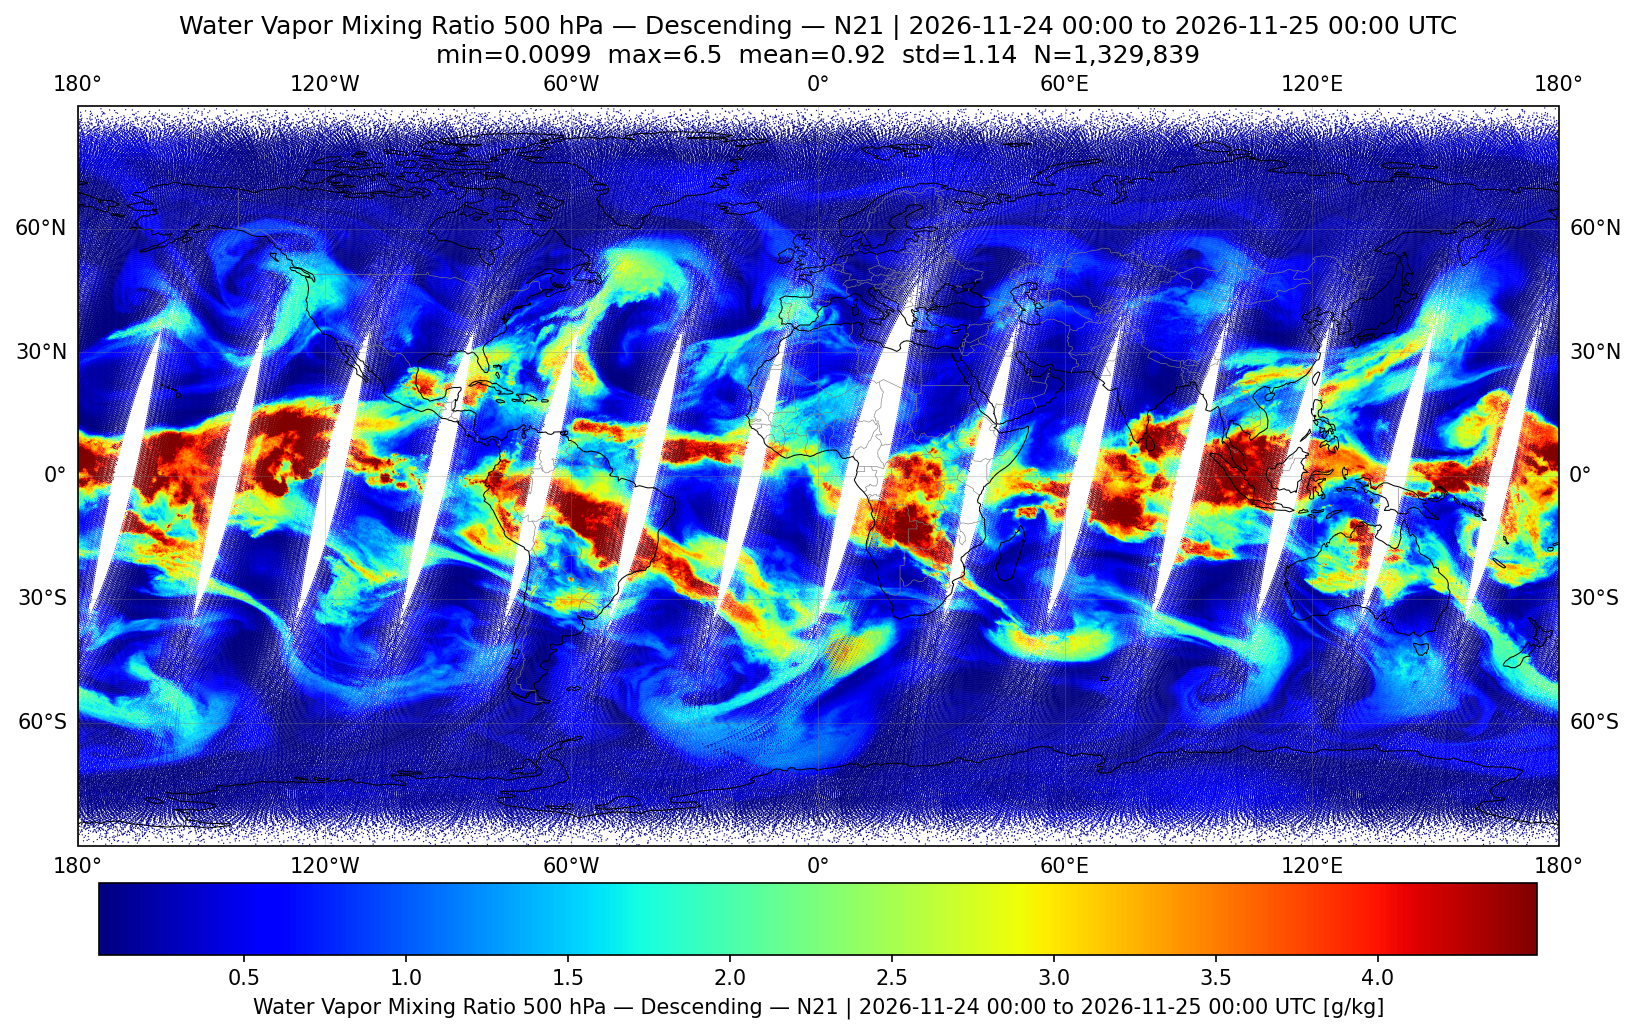 Water Vapor Mixing Ratio 500 hPa — Descending — N21 | 2026-11-24 00:00 to 2026-11-25 00:00 UTC
min=0.0099  max=6.5  mean=0.92  std=1.14  N=1,329,839
180° 120°W 60°W 0° 60°E 120°E 180°
60°N 60°N
30°N 30°N
0° 0°
30°S 30°S
60°S 60°S
180° 120°W 60°W 0° 60°E 120°E 180°
0.5 1.0 1.5 2.0 2.5 3.0 3.5 4.0
Water Vapor Mixing Ratio 500 hPa — Descending — N21 | 2026-11-24 00:00 to 2026-11-25 00:00 UTC [g/kg]